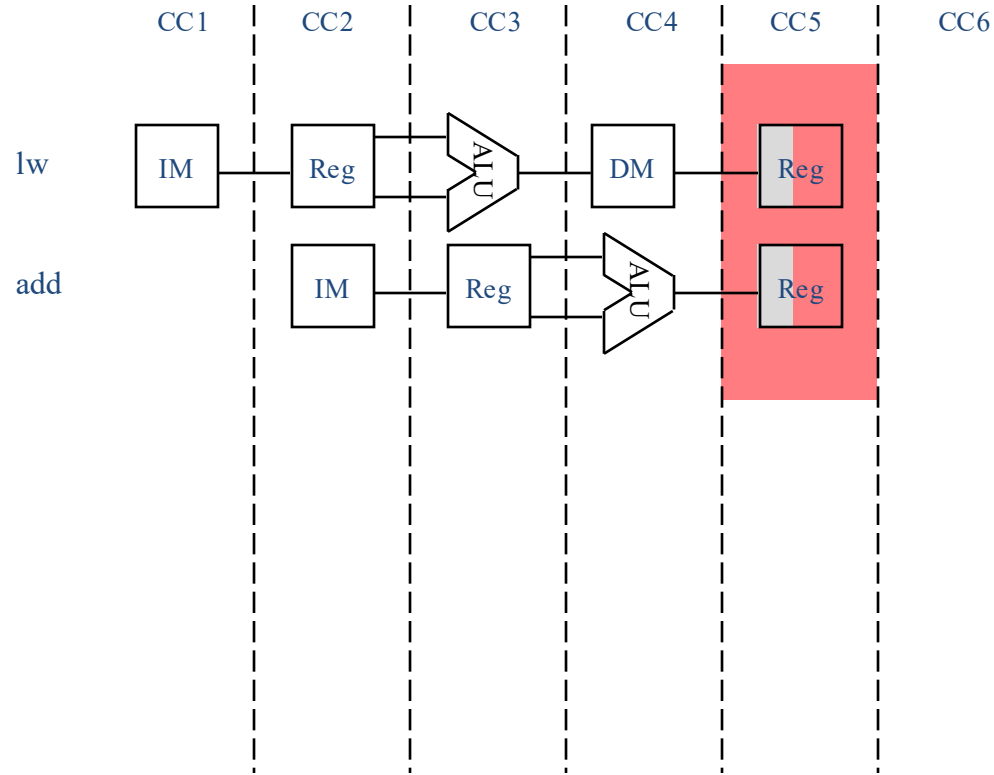 CC1 CC2 CC3 CC4 CC5 CC6
lw IM Reg ALU DM Reg
add IM Reg ALU Reg